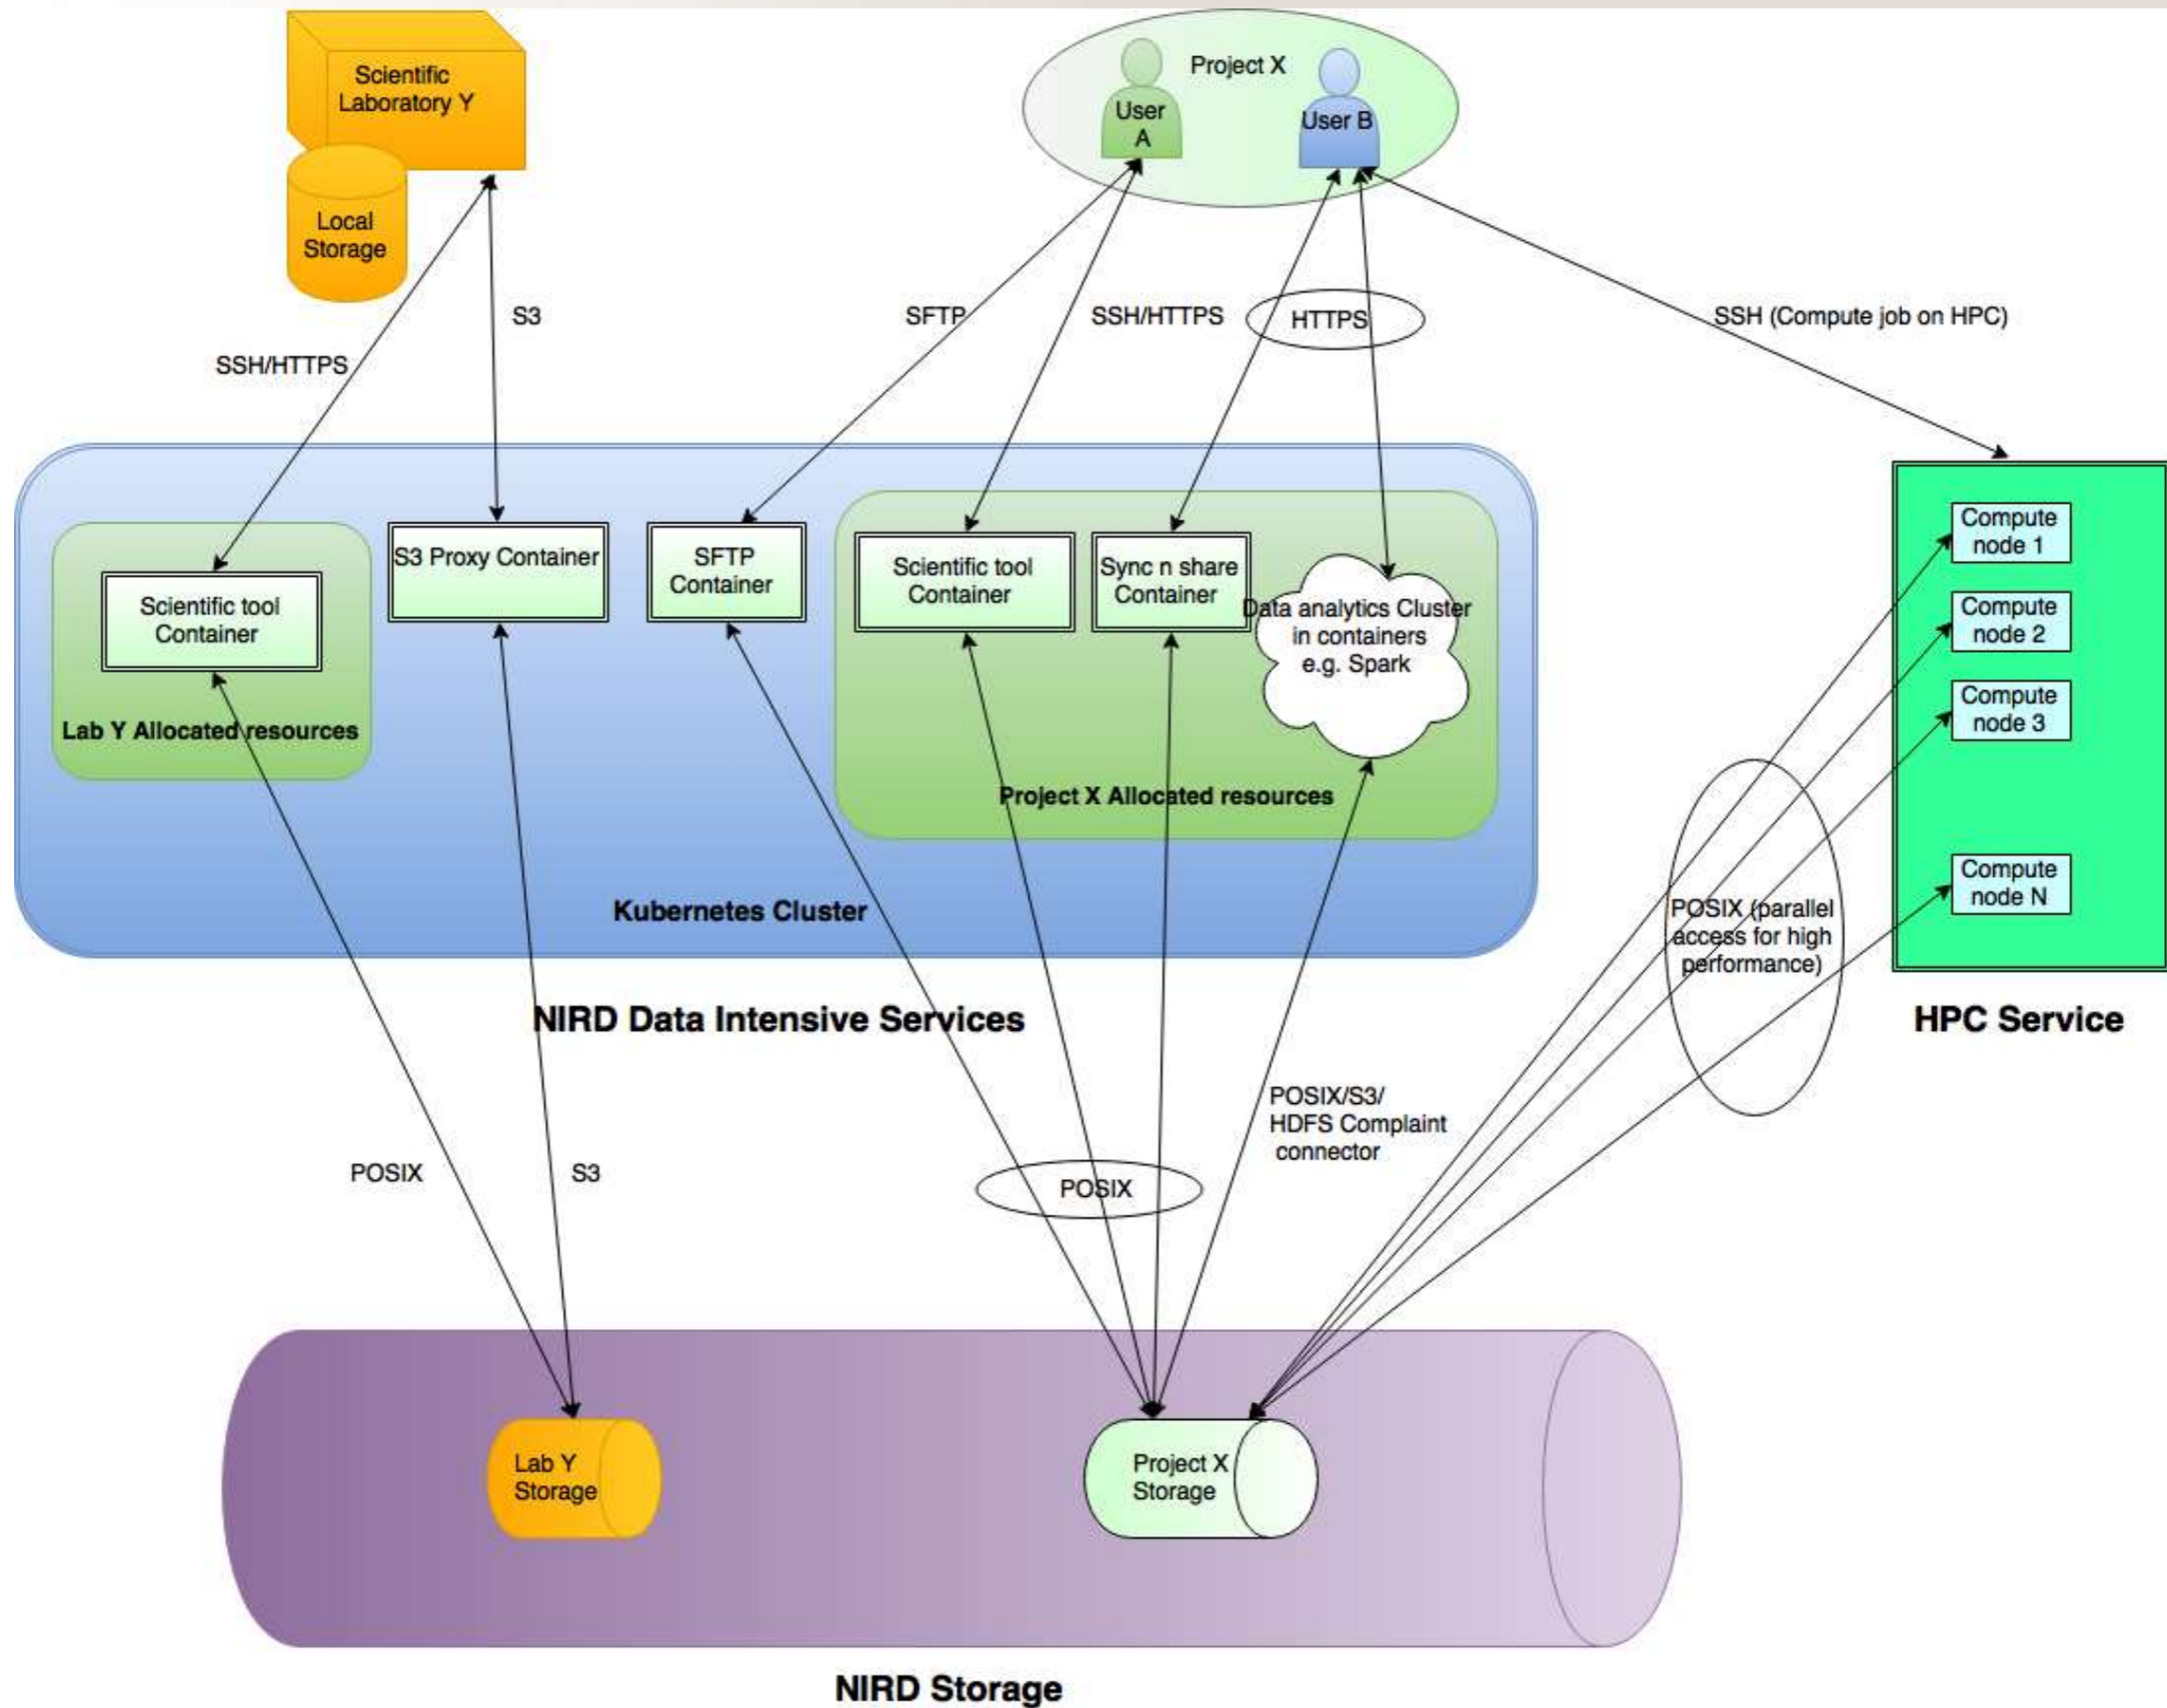 Scientific
Laboratory Y
Local
Storage
Project X
User
A
User B
SSH/HTTPS
S3
SFTP
SSH/HTTPS
HTTPS
SSH (Compute job on HPC)
Scientific tool
Container
Lab Y Allocated resources
S3 Proxy Container
SFTP
Container
Scientific tool
Container
Sync n share
Container
Data analytics Cluster
in containers
e.g. Spark
Project X Allocated resources
Kubernetes Cluster
NIRD Data Intensive Services
Compute
node 1
Compute
node 2
Compute
node 3
Compute
node N
HPC Service
POSIX (parallel
access for high
performance)
POSIX
S3
POSIX
POSIX/S3/
HDFS Complaint
connector
Lab Y
Storage
Project X
Storage
NIRD Storage